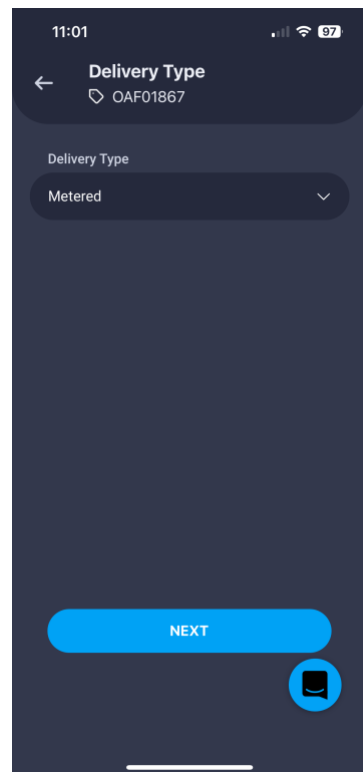 11:01
97
Delivery Type
OAF01867
Delivery Type
Metered
NEXT